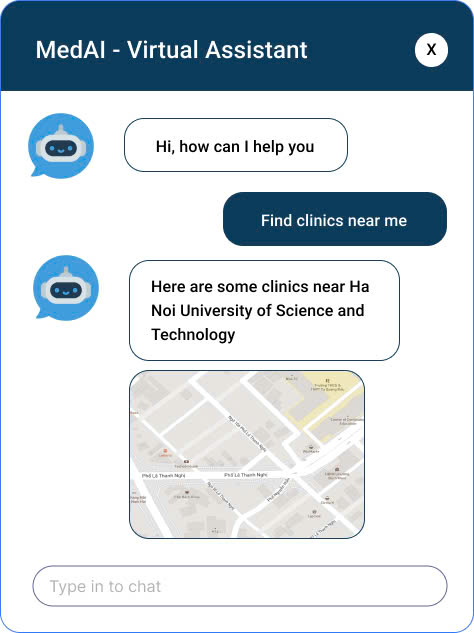 MedAI - Virtual Assistant
X
Hi, how can I help you
Find clinics near me
Here are some clinics near Ha
Noi University of Science and
Technology
Phố Lê Thanh Nghị
Phố Lê Thanh Nghị
Type in to chat